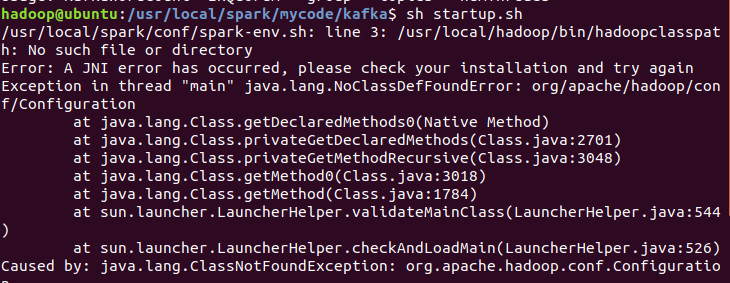 hadoop@ubuntu:/usr/local/spark/mycode/kafka$ sh startup.sh
/usr/local/spark/conf/spark-env.sh: line 3: /usr/local/hadoop/bin/hadoopclasspat
h: No such file or directory
Error: A JNI error has occurred, please check your installation and try again
Exception in thread "main" java.lang.NoClassDefFoundError: org/apache/hadoop/con
f/Configuration
        at java.lang.Class.getDeclaredMethods0(Native Method)
        at java.lang.Class.privateGetDeclaredMethods(Class.java:2701)
        at java.lang.Class.privateGetMethodRecursive(Class.java:3048)
        at java.lang.Class.getMethod0(Class.java:3018)
        at java.lang.Class.getMethod(Class.java:1784)
        at sun.launcher.LauncherHelper.validateMainClass(LauncherHelper.java:544
)
        at sun.launcher.LauncherHelper.checkAndLoadMain(LauncherHelper.java:526)
Caused by: java.lang.ClassNotFoundException: org.apache.hadoop.conf.Configuratio